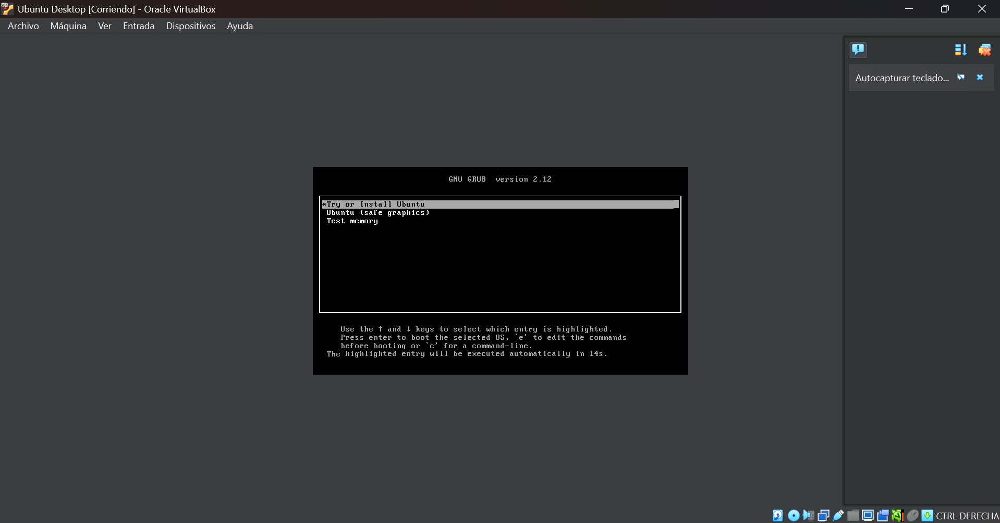 Ubuntu Desktop [Corriendo] - Oracle VirtualBox
Archivo Máquina Ver Entrada Dispositivos Ayuda
Autocapturar teclado...
GNU GRUB version 2.12
*Try or Install Ubuntu
Ubuntu (safe graphics)
Test memory
Use the ↑ and ↓ keys to select which entry is highlighted.
Press enter to boot the selected OS, `e' to edit the commands
before booting or `c' for a command-line.
The highlighted entry will be executed automatically in 14s.
CTRL DERECHA